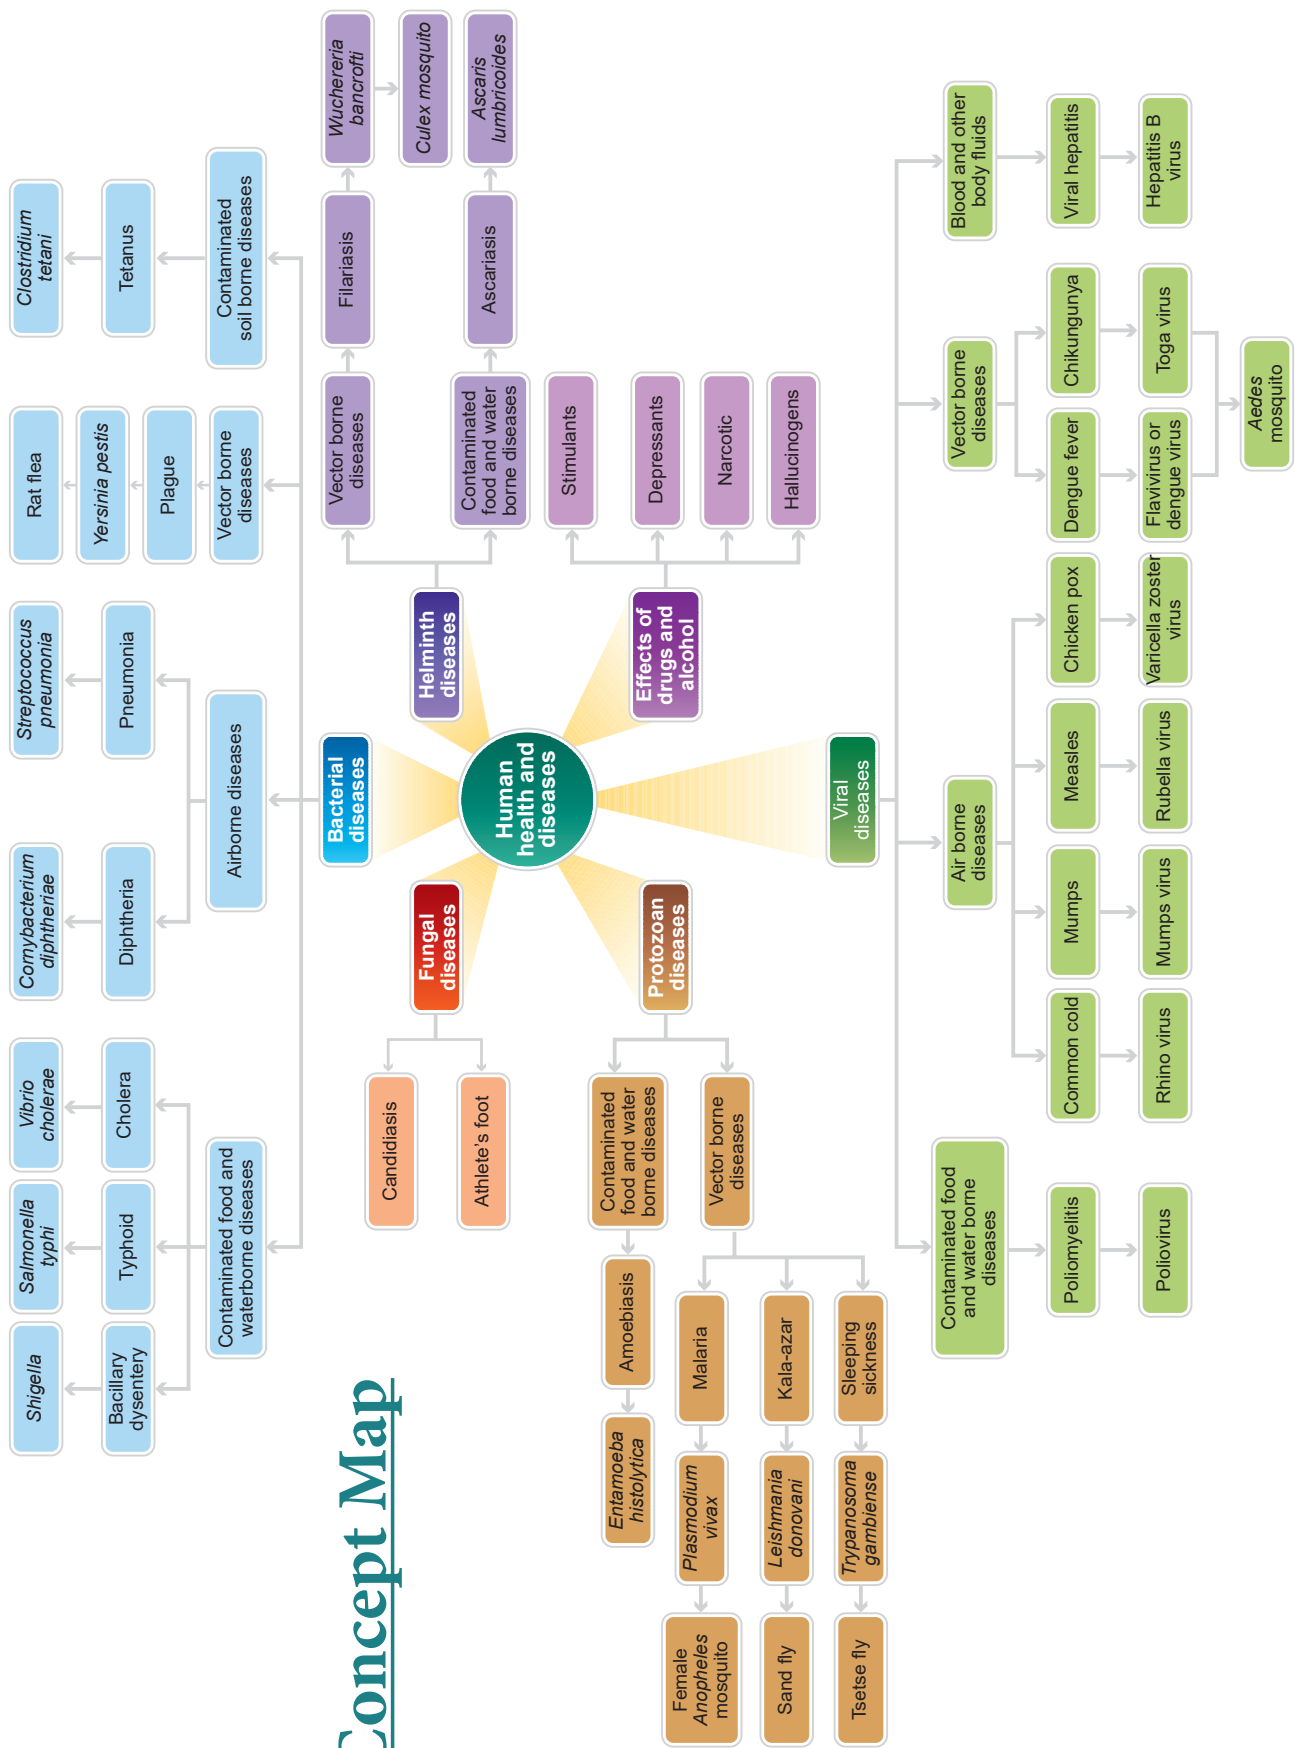 Shigella
Salmonella
typhi
Vibrio
cholerae
Cornybacterium
diphtheriae
Streptococcus
pneumonia
Rat flea
Clostridium
tetani
Yersinia pestis
Bacillary
dysentery
Typhoid
Cholera
Diphtheria
Pneumonia
Plague
Tetanus
Contaminated food and
waterborne diseases
Airborne diseases
Vector borne
diseases
Contaminated
soil borne diseases
Concept Map
Bacterial
diseases
Vector borne
diseases
Filariasis
Wuchereria
bancrofti
Culex mosquito
Candidiasis
Athlete's foot
Fungal
diseases
Helminth
diseases
Contaminated
food and water
borne diseases
Ascariasis
Ascaris
lumbricoides
Human
health and
diseases
Stimulants
Depressants
Narcotic
Hallucinogens
Effects of
drugs and
alcohol
Protozoan
diseases
Contaminated
food and water
borne diseases
Amoebiasis
Entamoeba
histolytica
Vector borne
diseases
Malaria
Plasmodium
vivax
Female
Anopheles
mosquito
Kala-azar
Leishmania
donovani
Sand fly
Sleeping
sickness
Trypanosoma
gambiense
Tsetse fly
Viral
diseases
Contaminated food
and water borne
diseases
Air borne
diseases
Vector borne
diseases
Blood and other
body fluids
Poliomyelitis
Common cold
Mumps
Measles
Chicken pox
Dengue fever
Chikungunya
Viral hepatitis
Poliovirus
Rhino virus
Mumps virus
Rubella virus
Varicella zoster
virus
Flavivirus or
dengue virus
Toga virus
Hepatitis B
virus
Aedes
mosquito